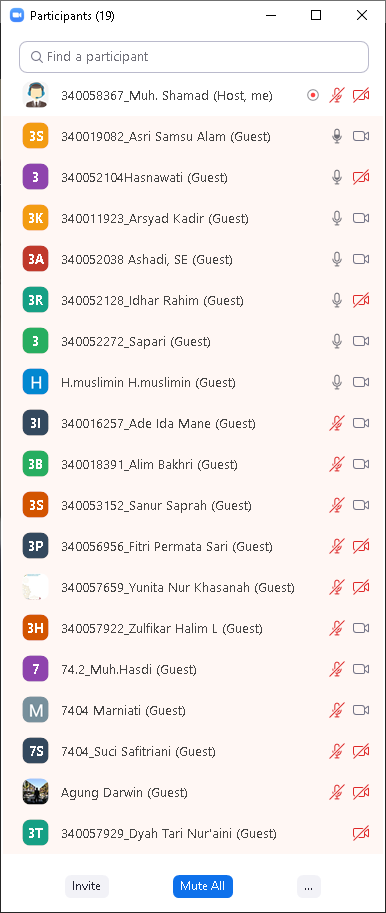 Participants (19)
Find a participant
340058367_Muh. Shamad (Host, me)
3S 340019082_Asri Samsu Alam (Guest)
3 340052104Hasnawati (Guest)
3K 340011923_Arsyad Kadir (Guest)
3A 340052038 Ashadi, SE (Guest)
3R 340052128_Idhar Rahim (Guest)
3 340052272_Sapari (Guest)
H H.muslimin H.muslimin (Guest)
3I 340016257_Ade Ida Mane (Guest)
3B 340018391_Alim Bakhri (Guest)
3S 340053152_Sanur Saprah (Guest)
3P 340056956_Fitri Permata Sari (Guest)
340057659_Yunita Nur Khasanah (Guest)
3H 340057922_Zulfikar Halim L (Guest)
7 74.2_Muh.Hasdi (Guest)
M 7404 Marniati (Guest)
7S 7404_Suci Safitriani (Guest)
Agung Darwin (Guest)
3T 340057929_Dyah Tari Nur'aini (Guest)
Invite Mute All ...